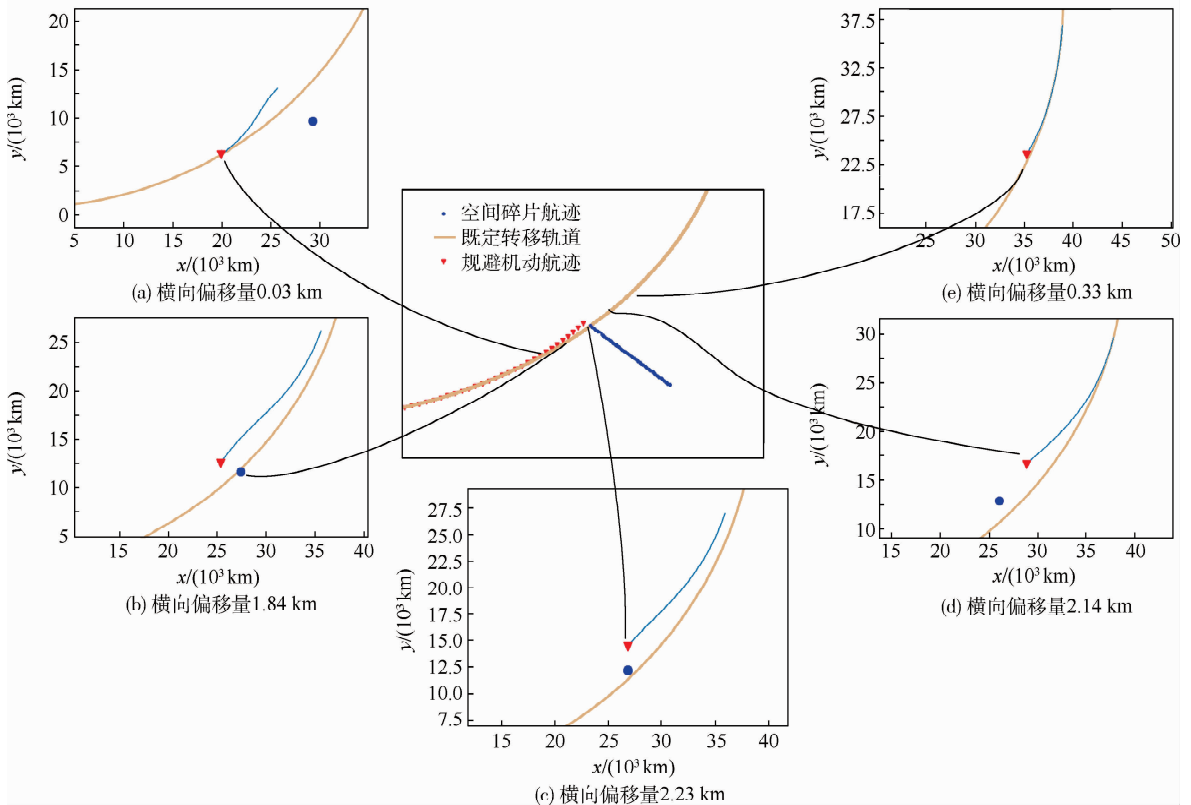 20
15
10
5
0
y/(10³ km)
5 10 15 20 25 30 35
x/(10³ km)
(a) 横向偏移量0.03 km
37.5
32.5
27.5
22.5
17.5
y/(10³ km)
25 30 35 40 45 50
x/(10³ km)
(e) 横向偏移量0.33 km
空间碎片航迹
既定转移轨道
规避机动航迹
25
20
15
10
5
y/(10³ km)
15 20 25 30 35 40
x/(10³ km)
(b) 横向偏移量1.84 km
30
25
20
15
10
y/(10³ km)
15 20 25 30 35 40
x/(10³ km)
(d) 横向偏移量2.14 km
27.5
25.0
22.5
20.0
17.5
15.0
12.5
10.0
7.5
y/(10³ km)
15 20 25 30 35 40
x/(10³ km)
(c) 横向偏移量2.23 km